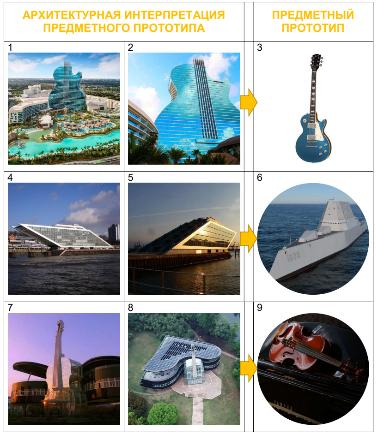 АРХИТЕКТУРНАЯ ИНТЕРПРЕТАЦИЯ
ПРЕДМЕТНОГО ПРОТОТИПА
ПРЕДМЕТНЫЙ
ПРОТОТИП
1 2 3
4 5 6
7 8 9